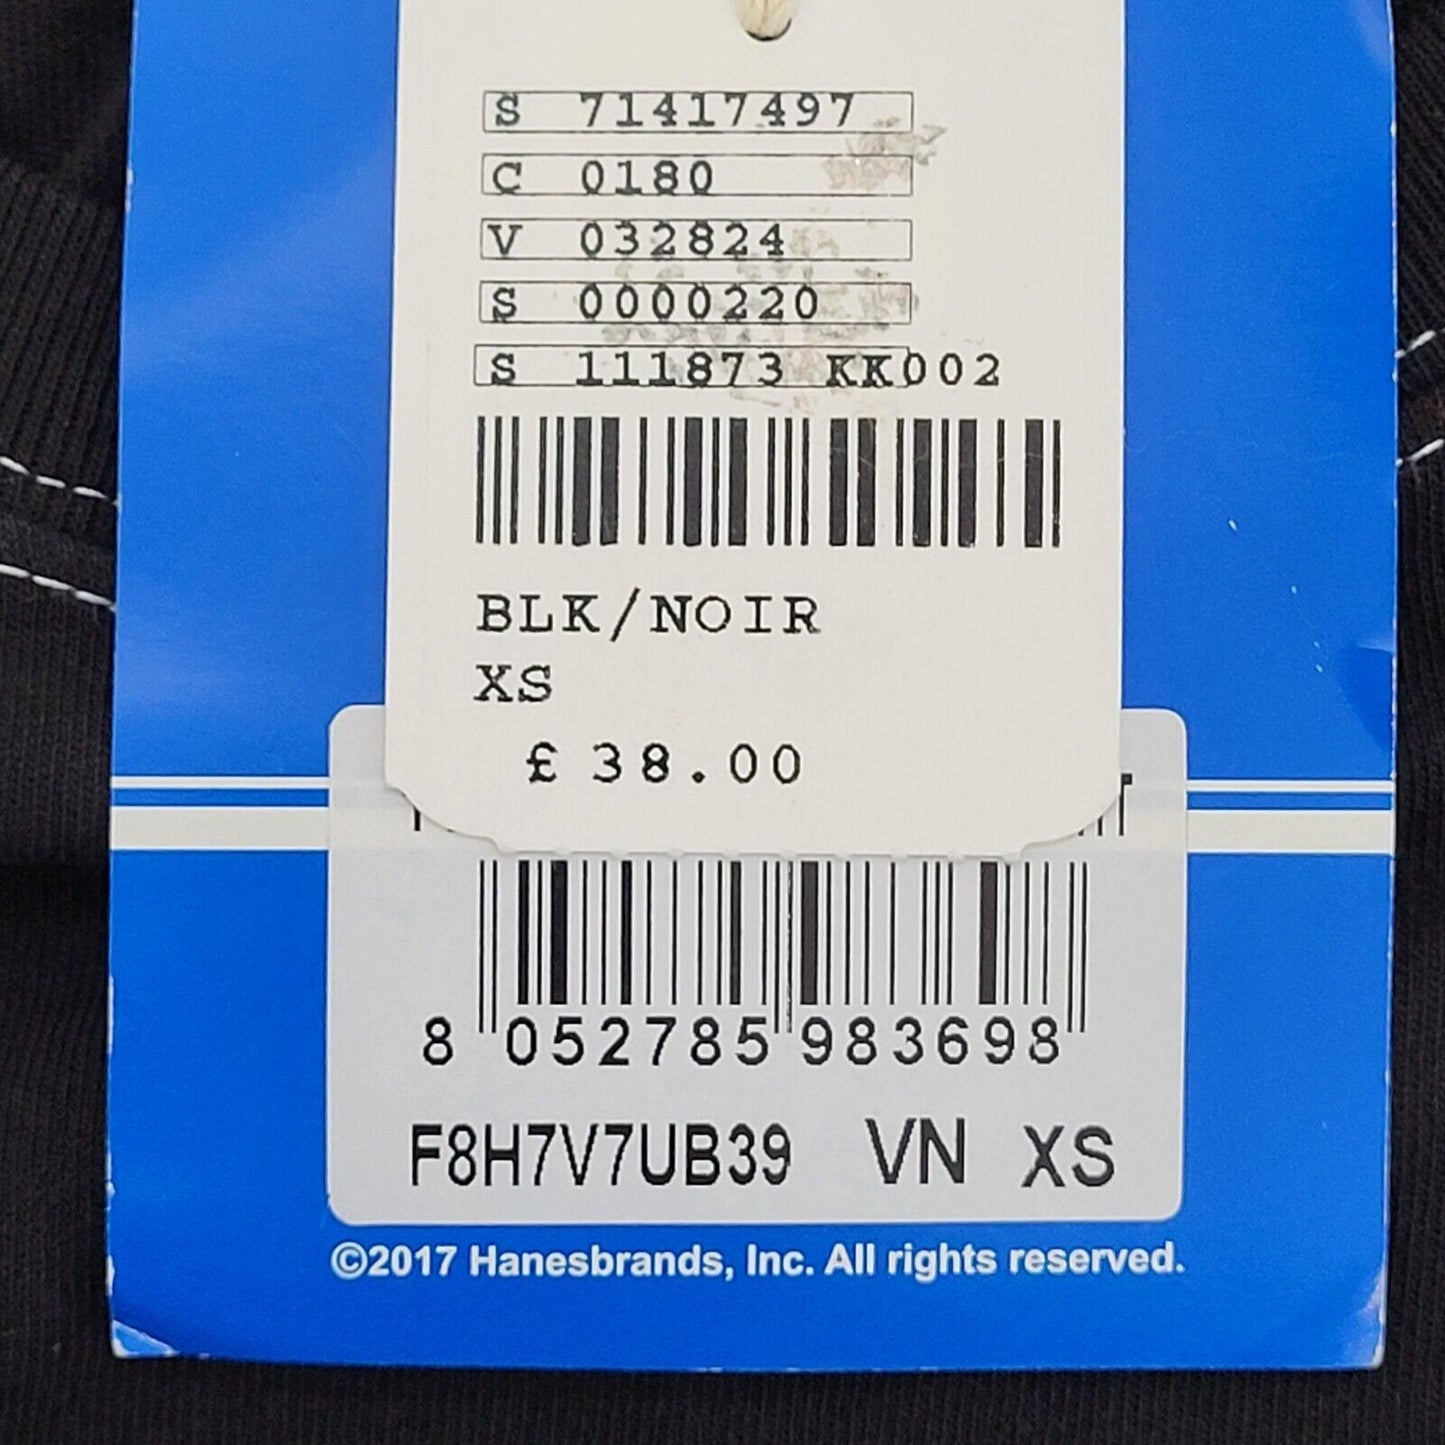 S 71417497
C 0180
V 032824
S 0000220
S 111873 KK002
BLK/NOIR
XS
£38.00
8 052785 983698
F8H7V7UB39 VN XS
©2017 Hanesbrands, Inc. All rights reserved.